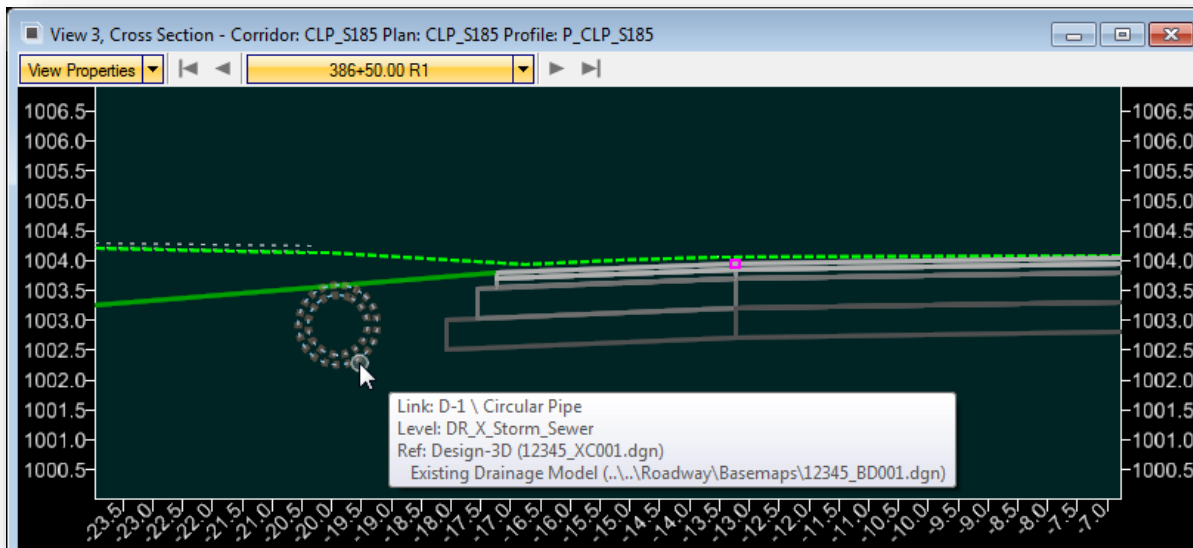 View 3, Cross Section - Corridor: CLP_S185 Plan: CLP_S185 Profile: P_CLP_S185
View Properties 386+50.00 R1
1006.5 1006.5
1006.0 1006.0
1005.5 1005.5
1005.0 1005.0
1004.5 1004.5
1004.0 1004.0
1003.5 1003.5
1003.0 1003.0
1002.5 1002.5
1002.0 1002.0
1001.5 1001.5
1001.0 1001.0
1000.5 1000.5
Link: D-1 \ Circular Pipe
Level: DR_X_Storm_Sewer
Ref: Design-3D (12345_XC001.dgn)
Existing Drainage Model (..\..\Roadway\Basemaps\12345_BD001.dgn)
-23.5 -23.0 -22.5 -22.0 -21.5 -21.0 -20.5 -20.0 -19.5 -19.0 -18.5 -18.0 -17.5 -17.0 -16.5 -16.0 -15.5 -15.0 -14.5 -14.0 -13.5 -13.0 -12.5 -12.0 -11.5 -11.0 -10.5 -10.0 -9.5 -9.0 -8.5 -8.0 -7.5 -7.0